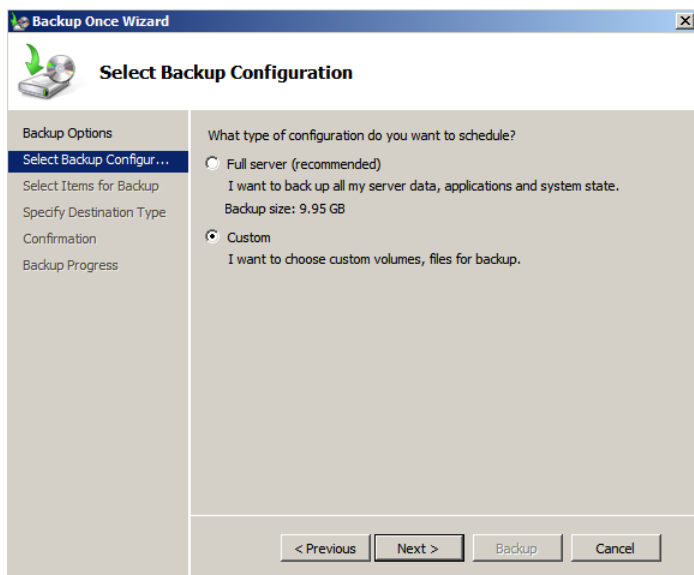 Backup Once Wizard
Select Backup Configuration
Backup Options
Select Backup Configur...
Select Items for Backup
Specify Destination Type
Confirmation
Backup Progress
What type of configuration do you want to schedule?
Full server (recommended)
I want to back up all my server data, applications and system state.
Backup size: 9.95 GB
Custom
I want to choose custom volumes, files for backup.
< Previous
Next >
Backup
Cancel